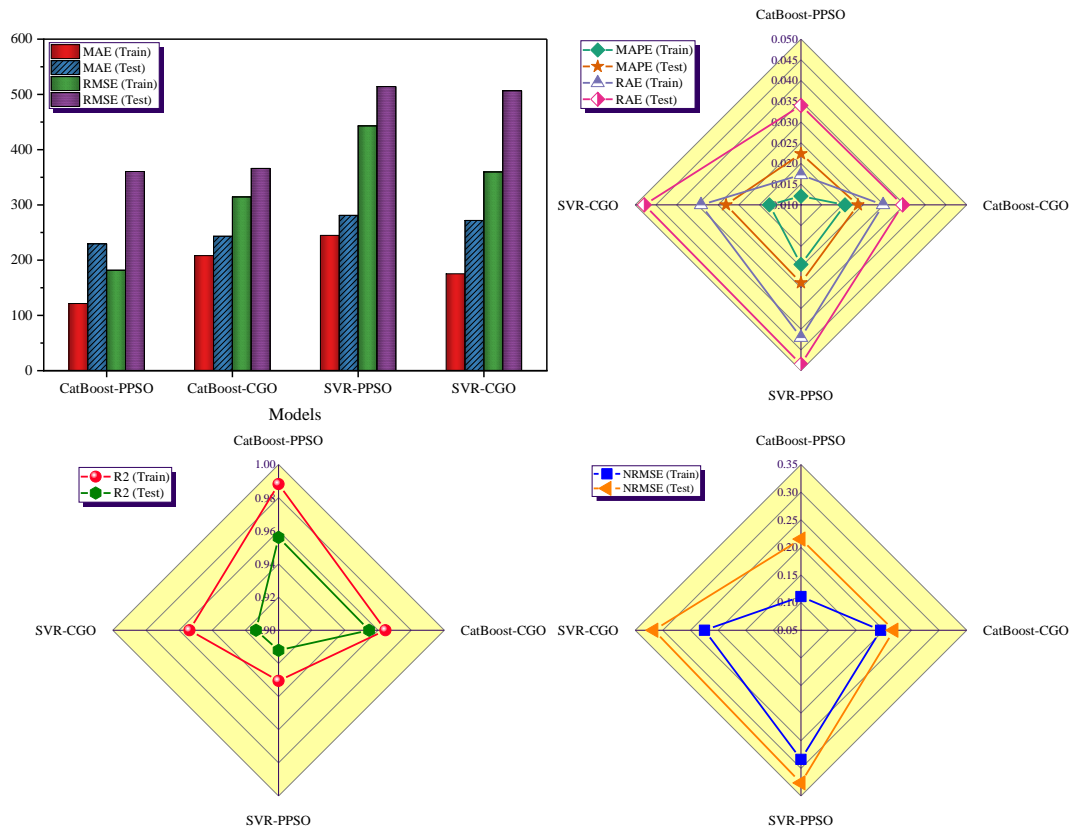 600
500
400
300
200
100
0
MAE (Train)
MAE (Test)
RMSE (Train)
RMSE (Test)
CatBoost-PPSO
CatBoost-CGO
SVR-PPSO
SVR-CGO
Models
CatBoost-PPSO
MAPE (Train)
MAPE (Test)
RAE (Train)
RAE (Test)
0.050
0.045
0.040
0.035
0.030
0.025
0.020
0.015
0.010
SVR-CGO
CatBoost-CGO
SVR-PPSO
CatBoost-PPSO
R2 (Train)
R2 (Test)
1.00
0.98
0.96
0.94
0.92
0.90
SVR-CGO
CatBoost-CGO
SVR-PPSO
CatBoost-PPSO
NRMSE (Train)
NRMSE (Test)
0.35
0.30
0.25
0.20
0.15
0.10
0.05
SVR-CGO
CatBoost-CGO
SVR-PPSO